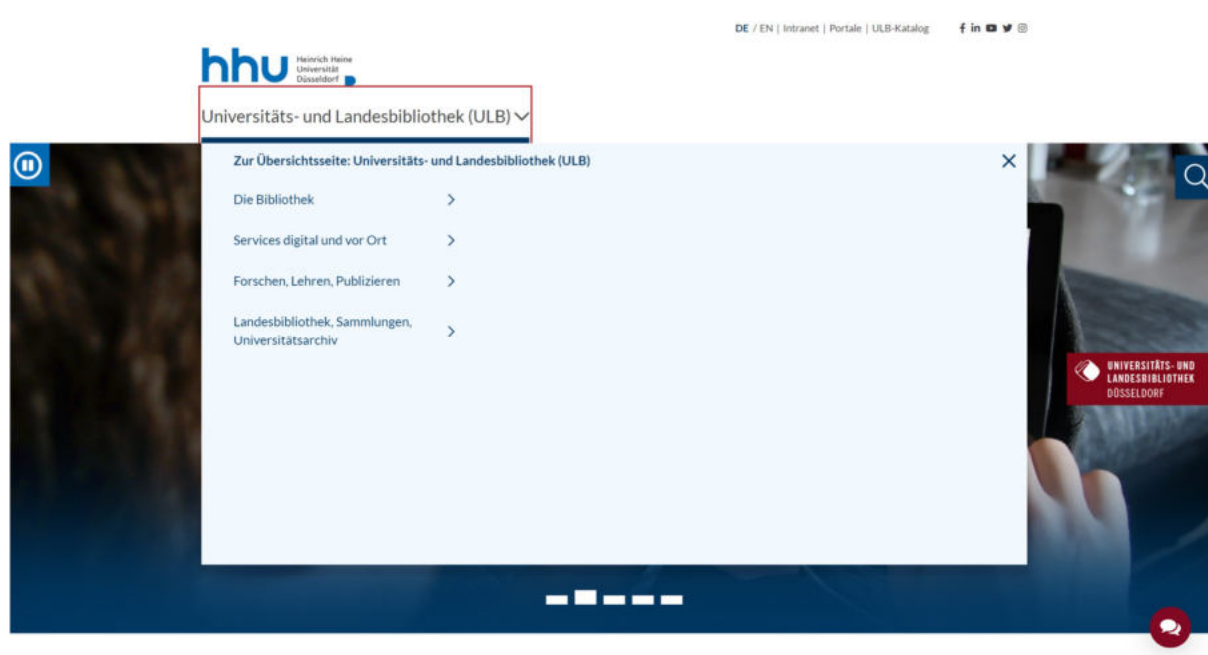 DE / EN | Intranet | Portale | ULB-Katalog
hhu
Heinrich Heine
Universität
Düsseldorf
Universitäts- und Landesbibliothek (ULB)
Zur Übersichtsseite: Universitäts- und Landesbibliothek (ULB)
Die Bibliothek
Services digital und vor Ort
Forschen, Lehren, Publizieren
Landesbibliothek, Sammlungen,
Universitätsarchiv
UNIVERSITÄTS- UND
LANDESBIBLIOTHEK
DÜSSELDORF